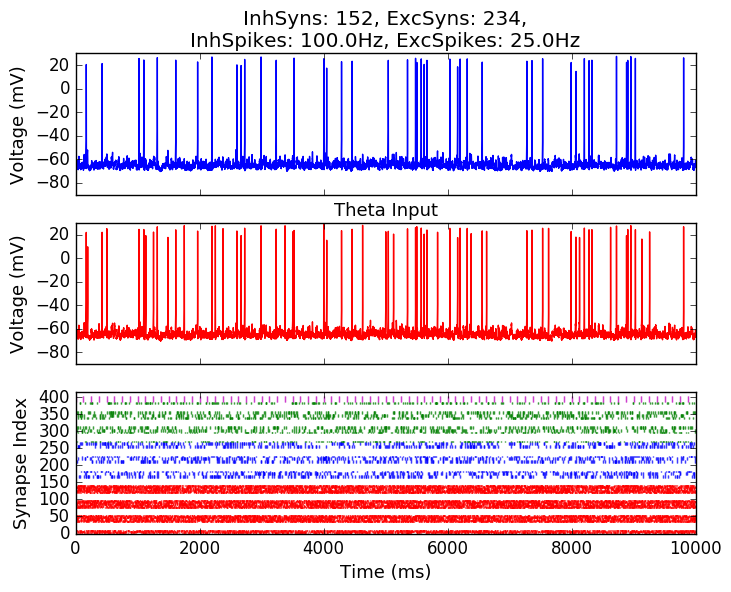 InhSyns: 152, ExcSyns: 234,
InhSpikes: 100.0Hz, ExcSpikes: 25.0Hz
20
0
−20
−40
−60
−80
Voltage (mV)
Theta Input
20
0
−20
−40
−60
−80
Voltage (mV)
400
350
300
250
200
150
100
50
0
Synapse Index
0 2000 4000 6000 8000 10000
Time (ms)